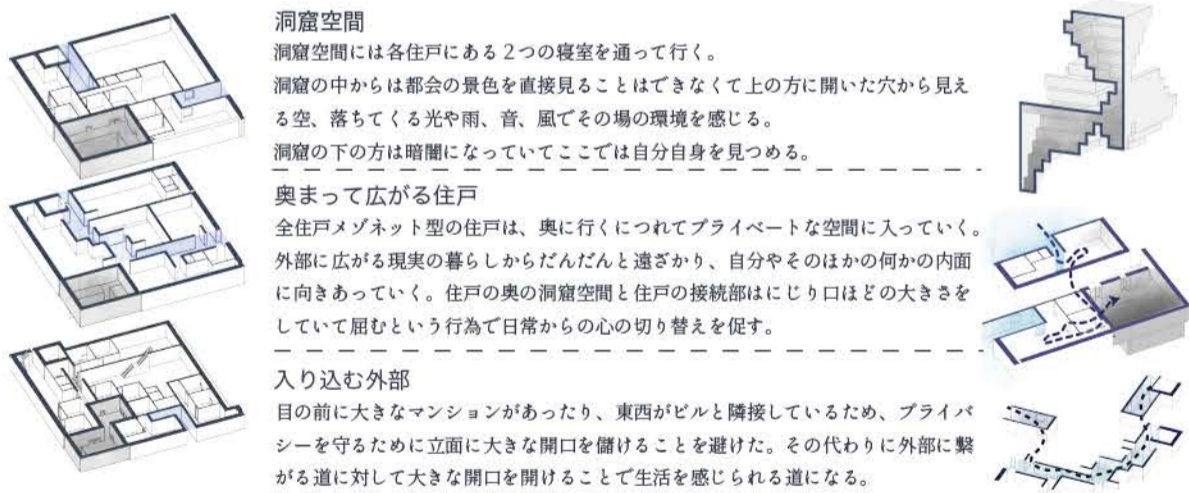 洞窟空間
洞窟空間には各住戸にある２つの寝室を通って行く。
洞窟の中からは都会の景色を直接見ることはできなくて上の方に開いた穴から見え
る空、落ちてくる光や雨、音、風でその場の環境を感じる。
洞窟の下の方は暗闇になっていてここでは自分自身を見つめる。
奥まって広がる住戸
全住戸メゾネット型の住戸は、奥に行くにつれてプライベートな空間に入っていく。
外部に広がる現実の暮らしからだんだんと遠ざかり、自分やそのほかの何かの内面
に向きあっていく。住戸の奥の洞窟空間と住戸の接続部はにじり口ほどの大きさを
していて屈むという行為で日常からの心の切り替えを促す。
入り込む外部
目の前に大きなマンションがあったり、東西がビルと隣接しているため、プライバ
シーを守るために立面に大きな開口を儲けることを避けた。その代わりに外部に繋
がる道に対して大きな開口を開けることで生活を感じられる道になる。